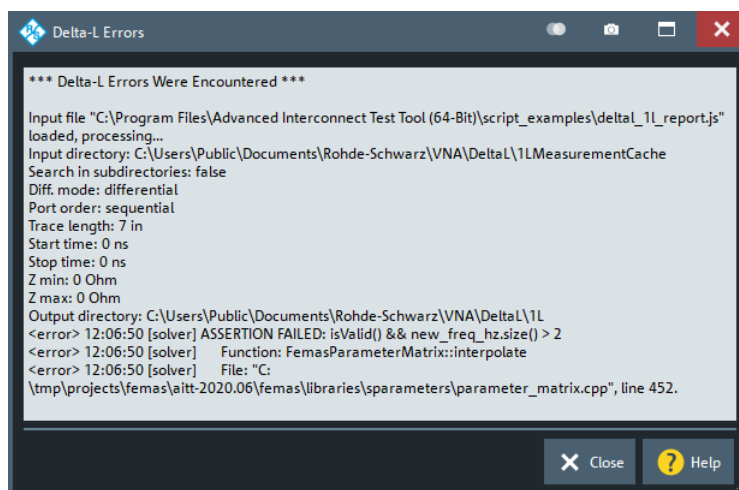 R&S Delta-L Errors
*** Delta-L Errors Were Encountered ***
Input file "C:\Program Files\Advanced Interconnect Test Tool (64-Bit)\script_examples\deltal_1l_report.js"
loaded, processing...
Input directory: C:\Users\Public\Documents\Rohde-Schwarz\VNA\DeltaL\1LMeasurementCache
Search in subdirectories: false
Diff. mode: differential
Port order: sequential
Trace length: 7 in
Start time: 0 ns
Stop time: 0 ns
Z min: 0 Ohm
Z max: 0 Ohm
Output directory: C:\Users\Public\Documents\Rohde-Schwarz\VNA\DeltaL\1L
<error> 12:06:50 [solver] ASSERTION FAILED: isValid() && new_freq_hz.size() > 2
<error> 12:06:50 [solver]    Function: FemasParameterMatrix::interpolate
<error> 12:06:50 [solver]    File: "C:
\tmp\projects\femas\aitt-2020.06\femas\libraries\sparameters\parameter_matrix.cpp", line 452.
Close ? Help